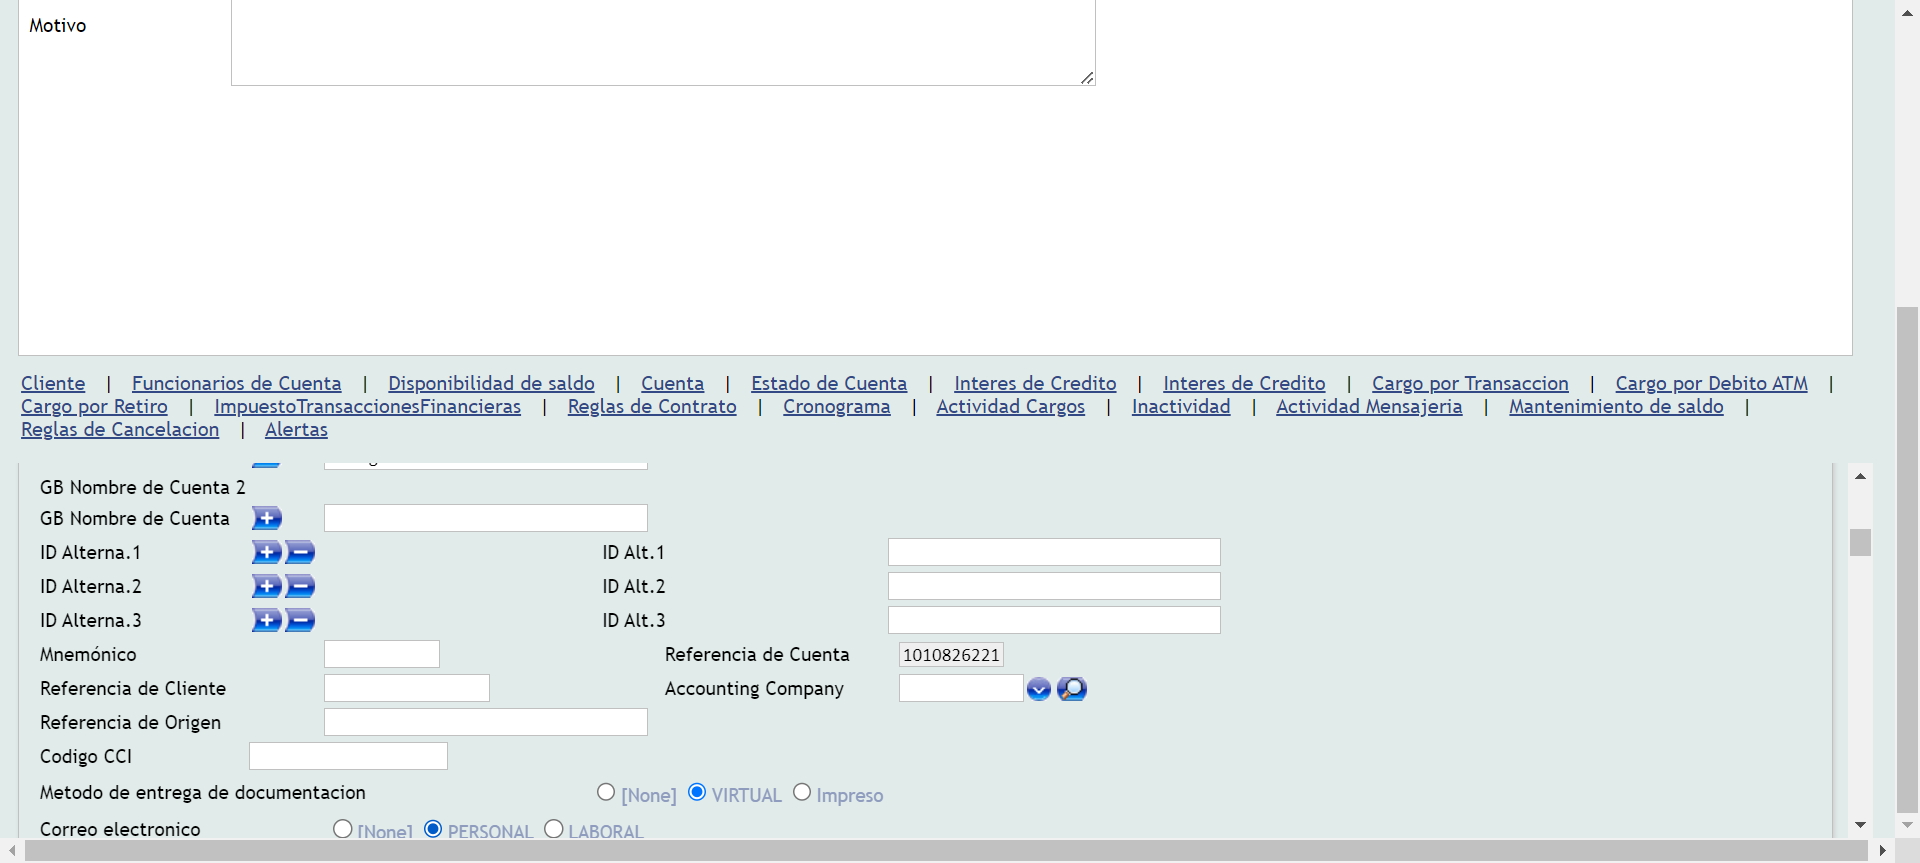 Motivo
Cliente | Funcionarios de Cuenta | Disponibilidad de saldo | Cuenta | Estado de Cuenta | Interes de Credito | Interes de Credito | Cargo por Transaccion | Cargo por Debito ATM |
Cargo por Retiro | ImpuestoTransaccionesFinancieras | Reglas de Contrato | Cronograma | Actividad Cargos | Inactividad | Actividad Mensajeria | Mantenimiento de saldo |
Reglas de Cancelacion | Alertas
GB Nombre de Cuenta 2
GB Nombre de Cuenta
ID Alterna.1 ID Alt.1
ID Alterna.2 ID Alt.2
ID Alterna.3 ID Alt.3
Mnemónico Referencia de Cuenta 1010826221
Referencia de Cliente Accounting Company
Referencia de Origen
Codigo CCI
Metodo de entrega de documentacion [None] VIRTUAL Impreso
Correo electronico [None] PERSONAL LABORAL